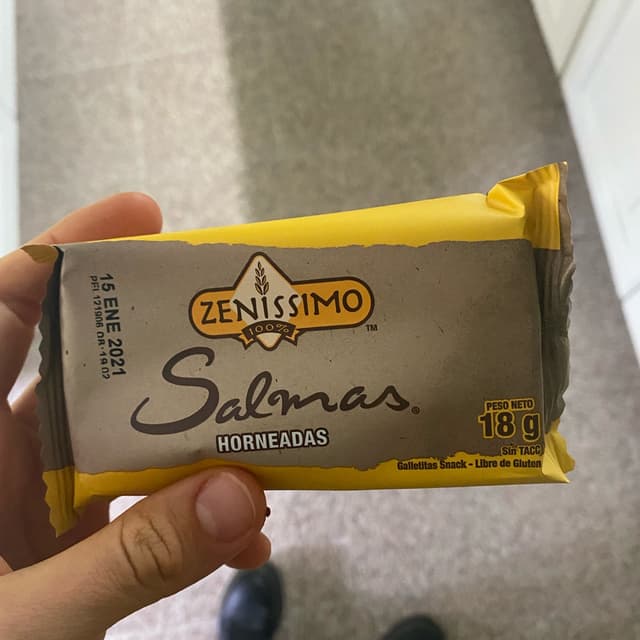 15 ENE 2021
ZENISSIMO
100%
TM
Salmas®
HORNEADAS
PESO NETO
18 g
Sin TACC
Galletitas Snack - Libre de Gluten